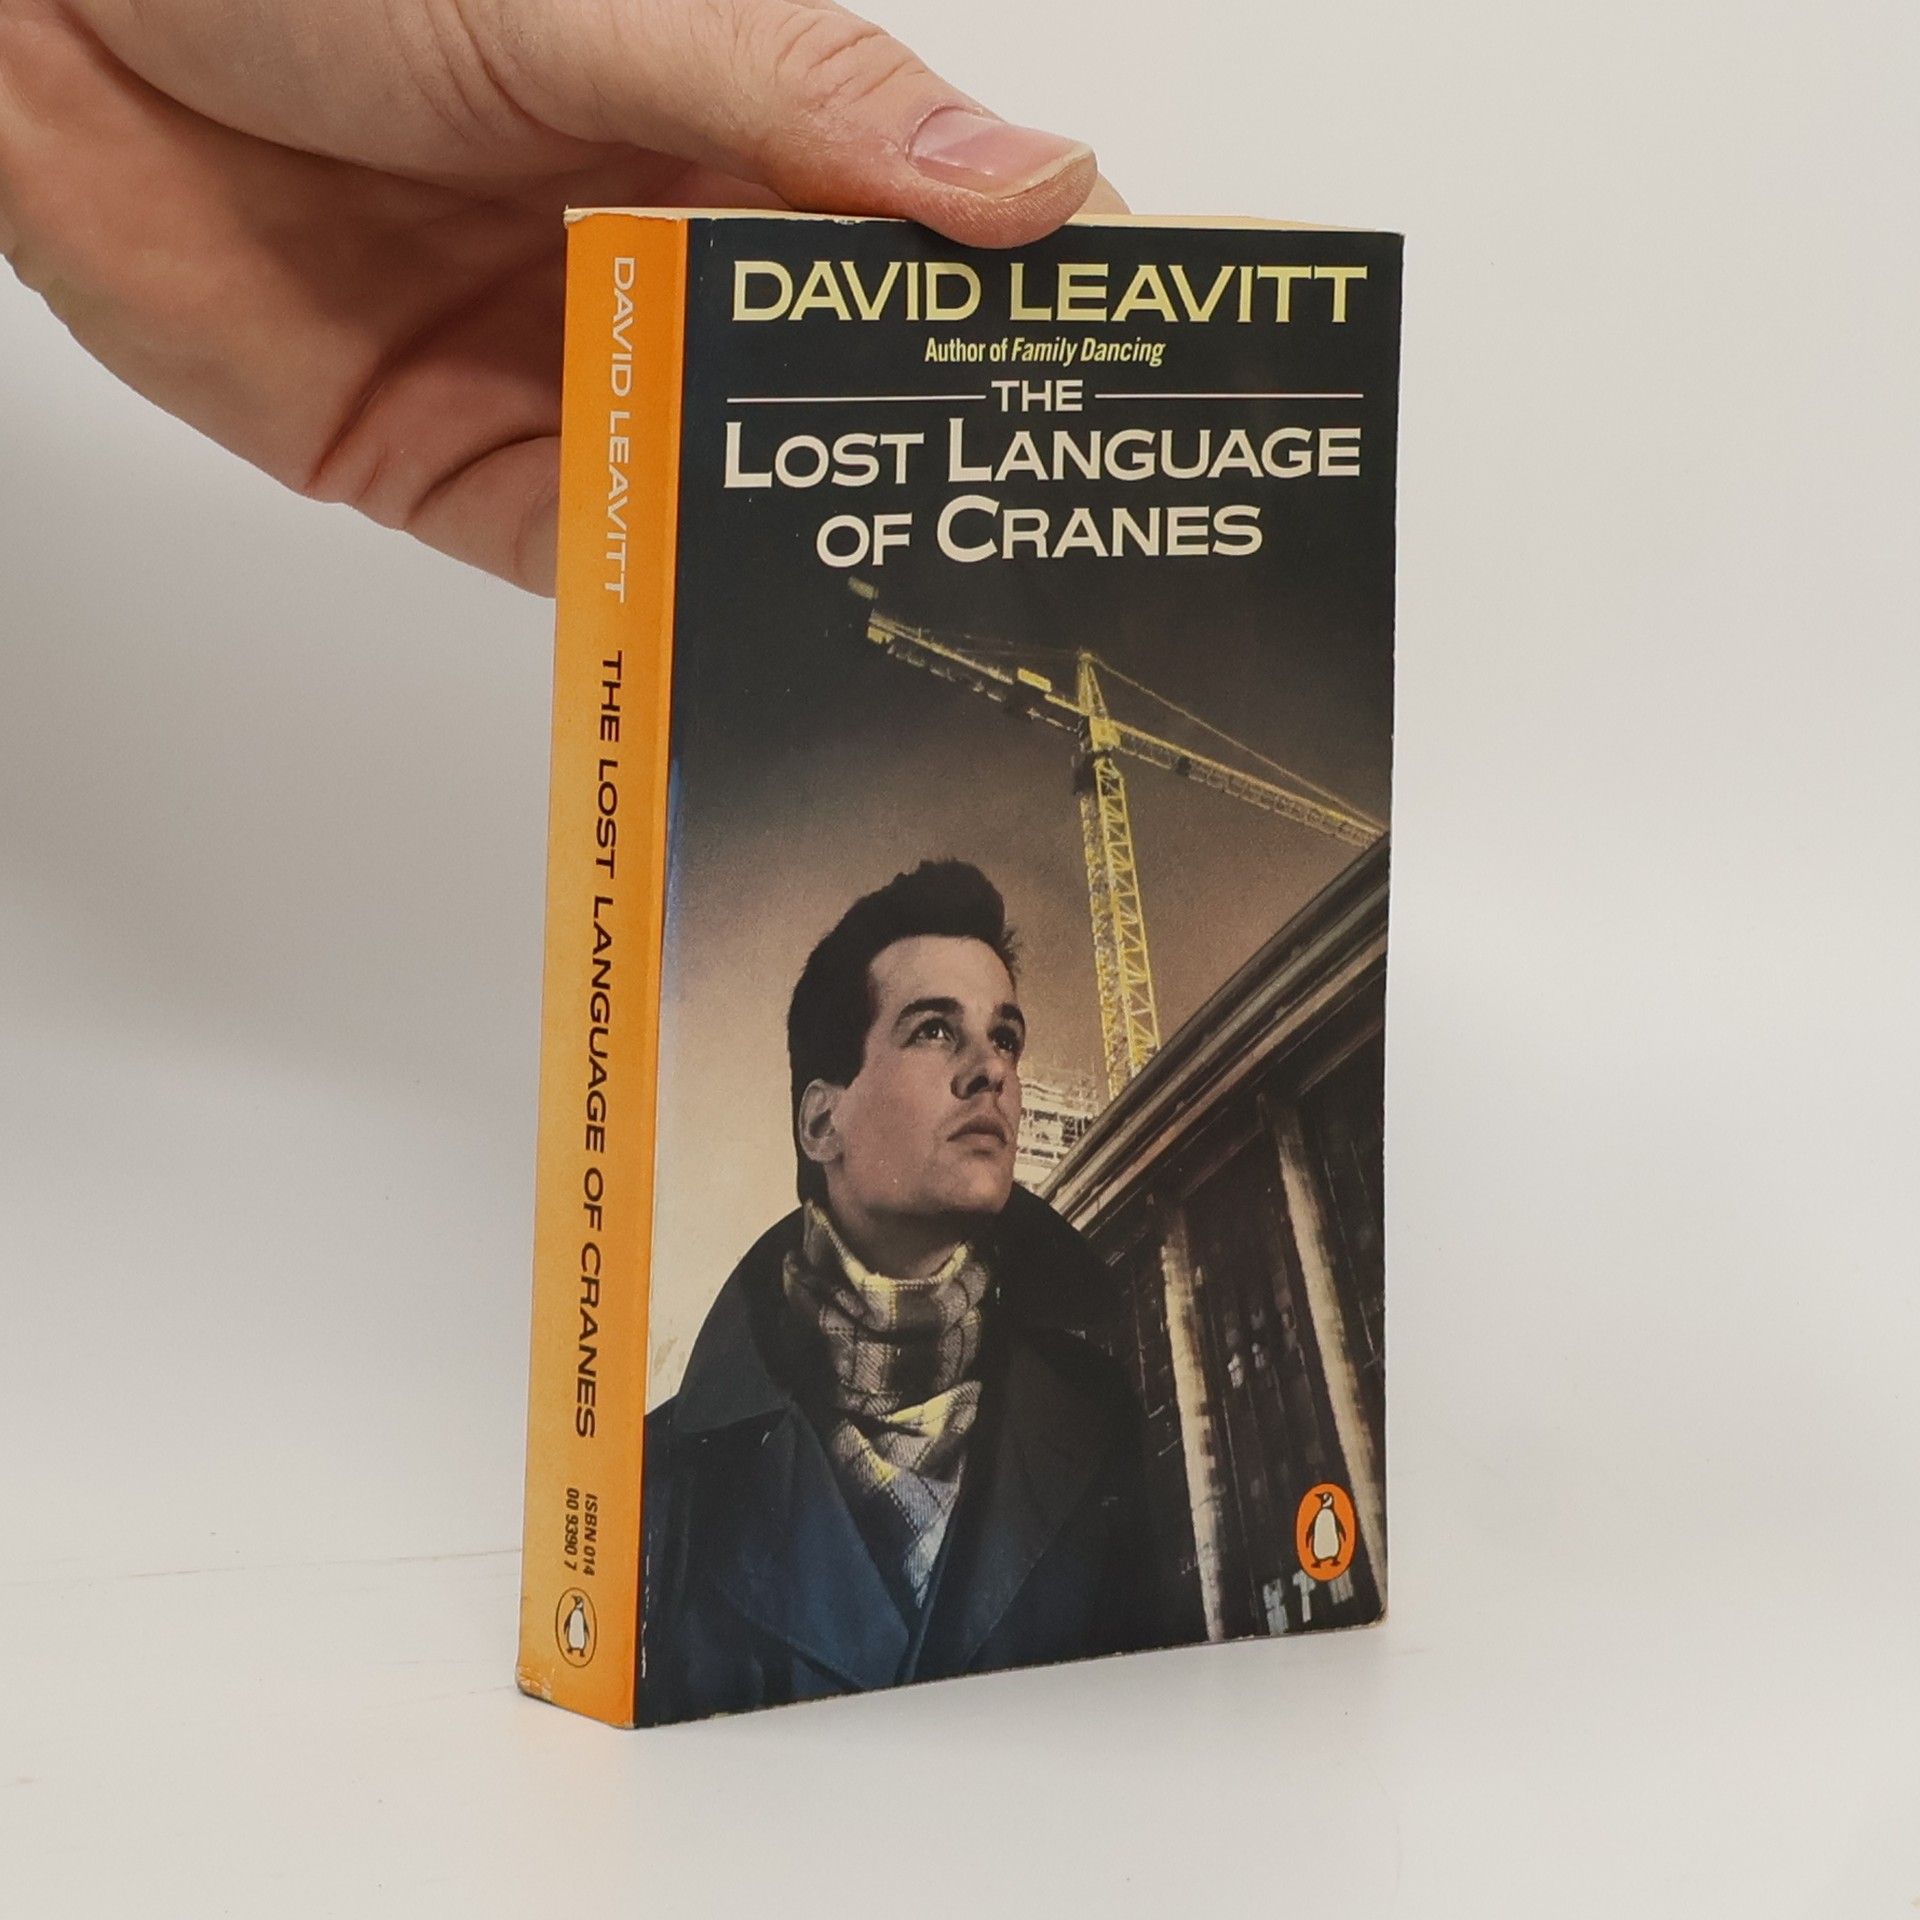 DAVID LEAVITT
Author of Family Dancing
THE
LOST LANGUAGE
OF CRANES
DAVID LEAVITT THE LOST LANGUAGE OF CRANES
ISBN 014
00 9390 7